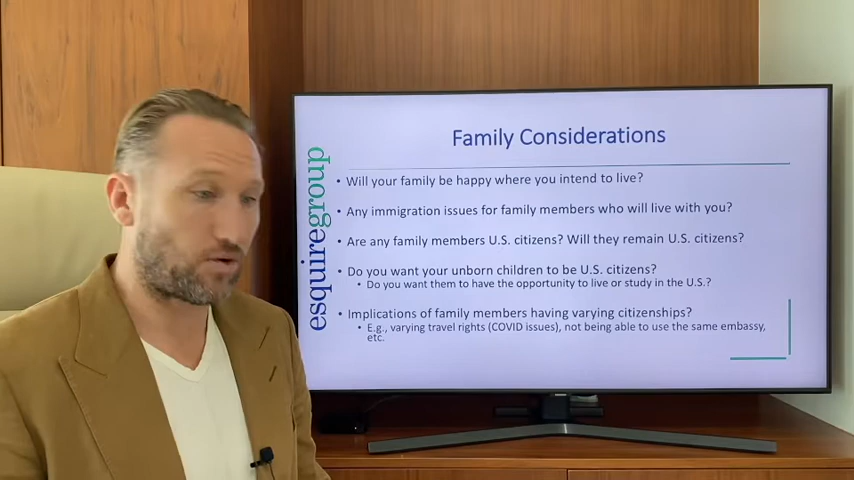 Family Considerations
esquiregroup
• Will your family be happy where you intend to live?
• Any immigration issues for family members who will live with you?
• Are any family members U.S. citizens? Will they remain U.S. citizens?
• Do you want your unborn children to be U.S. citizens?
• Do you want them to have the opportunity to live or study in the U.S.?
• Implications of family members having varying citizenships?
• E.g., varying travel rights (COVID issues), not being able to use the same embassy,
etc.